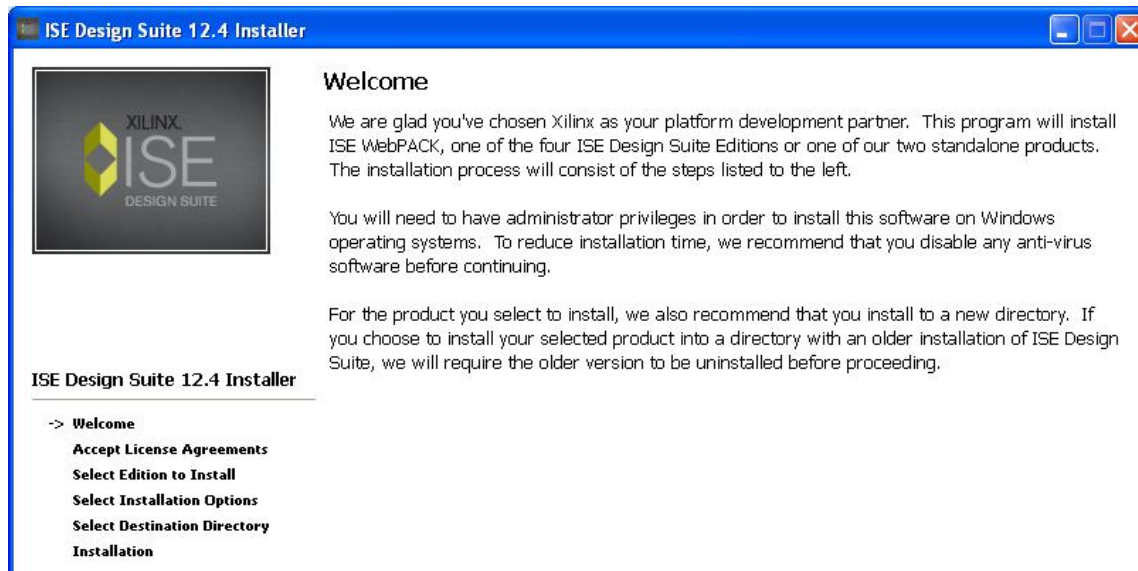 ISE Design Suite 12.4 Installer
XILINX.
ISE
DESIGN SUITE
Welcome
We are glad you've chosen Xilinx as your platform development partner.  This program will install
ISE WebPACK, one of the four ISE Design Suite Editions or one of our two standalone products.
The installation process will consist of the steps listed to the left.
You will need to have administrator privileges in order to install this software on Windows
operating systems.  To reduce installation time, we recommend that you disable any anti-virus
software before continuing.
For the product you select to install, we also recommend that you install to a new directory.  If
you choose to install your selected product into a directory with an older installation of ISE Design
Suite, we will require the older version to be uninstalled before proceeding.
ISE Design Suite 12.4 Installer
-> Welcome
Accept License Agreements
Select Edition to Install
Select Installation Options
Select Destination Directory
Installation